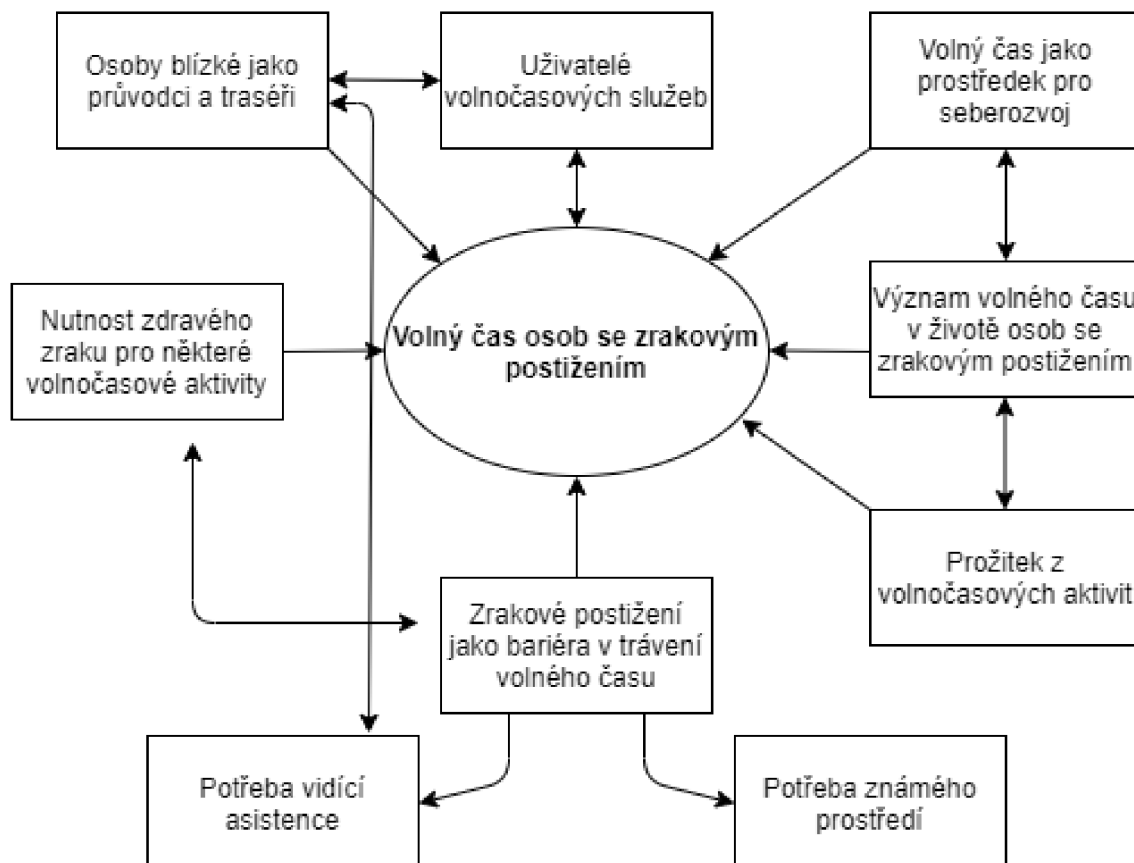 Osoby blízké jako
průvodci a traséři
Uživatelé
volnočasových služeb
Volný čas jako
prostředek pro
seberozvoj
Nutnost zdravého
zraku pro některé
volnočasové aktivity
Volný čas osob se zrakovým
postižením
Význam volného času
v životě osob se
zrakovým postižením
Prožitek z
volnočasových aktivit
Zrakové postižení
jako bariéra v trávení
volného času
Potřeba vidící
asistence
Potřeba známého
prostředí